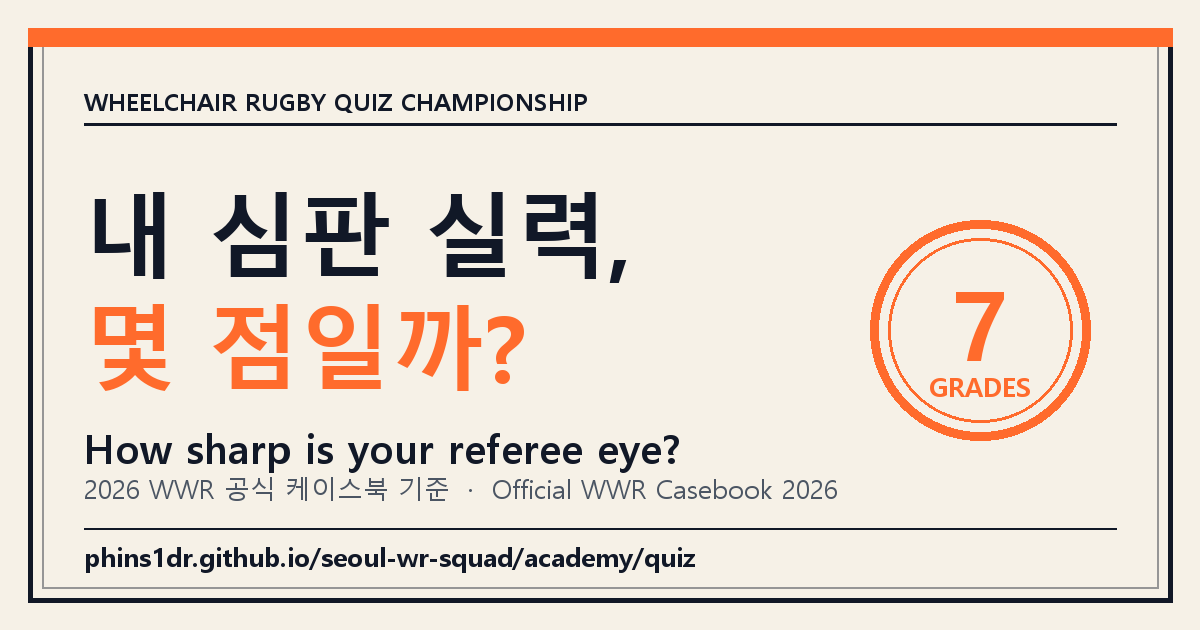 WHEELCHAIR RUGBY QUIZ CHAMPIONSHIP
내 심판 실력,
몇 점일까?
7
GRADES
How sharp is your referee eye?
2026 WWR 공식 케이스북 기준 · Official WWR Casebook 2026
phins1dr.github.io/seoul-wr-squad/academy/quiz